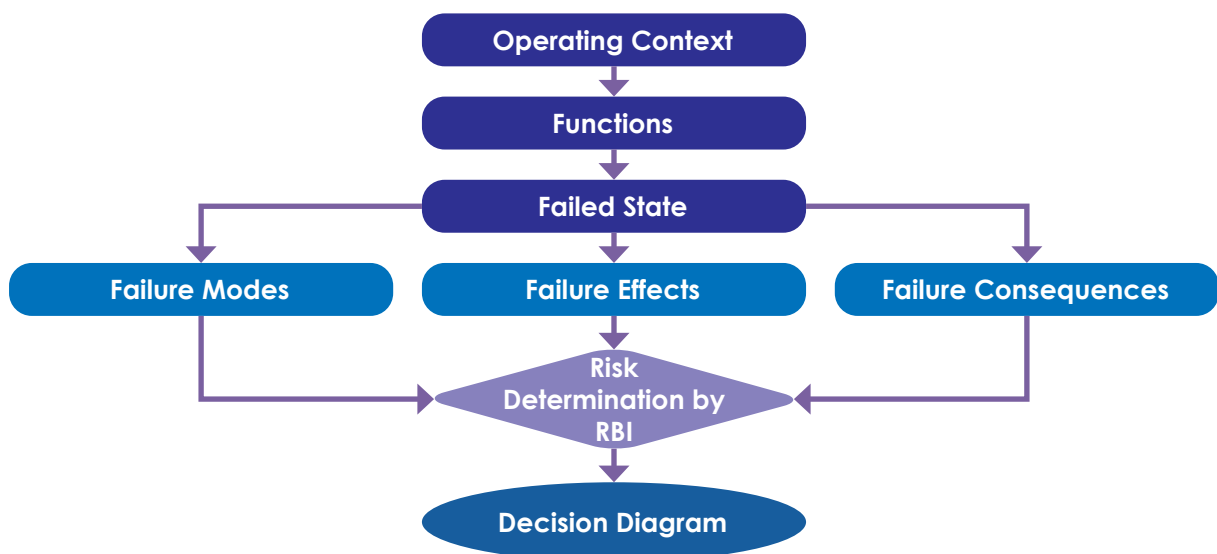 Operating Context
Functions
Failed State
Failure Modes
Failure Effects
Failure Consequences
Risk
Determination by
RBI
Decision Diagram